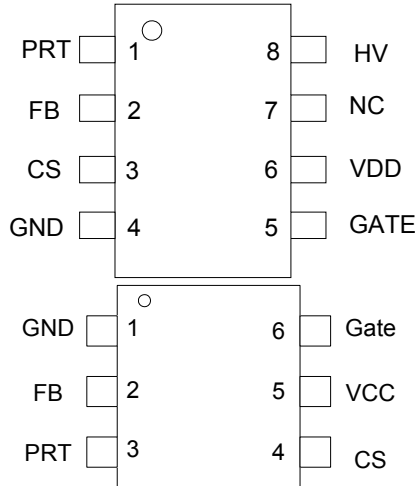 PRT 1 8 HV
FB 2 7 NC
CS 3 6 VDD
GND 4 5 GATE
GND 1 6 Gate
FB 2 5 VCC
PRT 3 4 CS